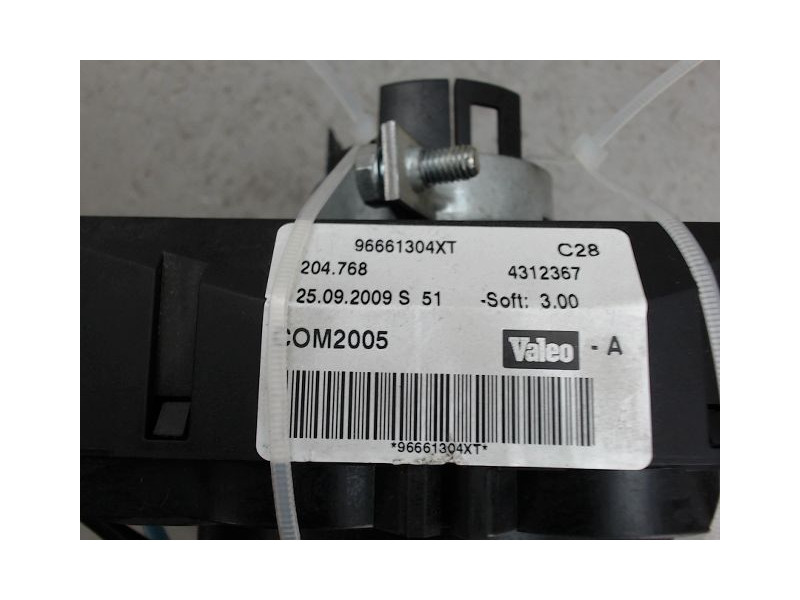 96661304XT C28
204.768 4312367
25.09.2009 S 51 -Soft: 3.00
COM2005 Valeo - A
*96661304XT*